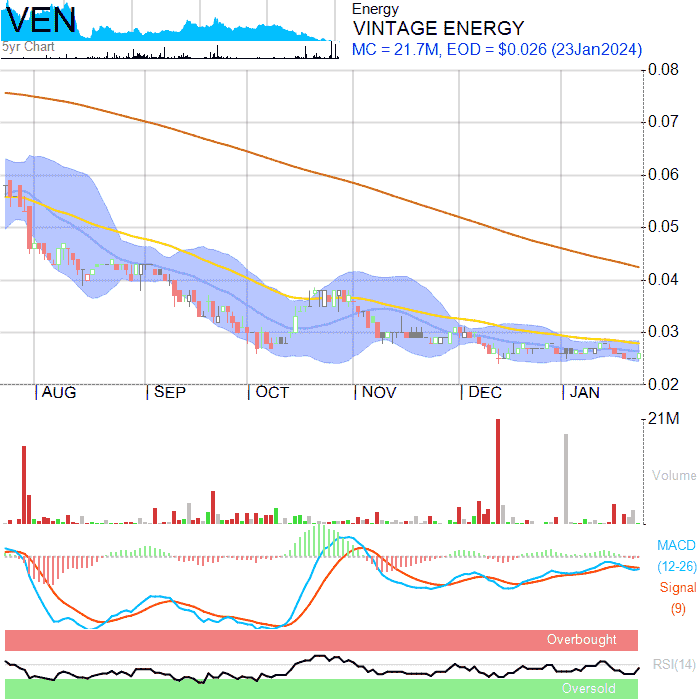 VEN
5yr Chart
Energy
VINTAGE ENERGY
MC = 21.7M, EOD = $0.026 (23Jan2024)
0.08
0.07
0.06
0.05
0.04
0.03
0.02
AUG SEP OCT NOV DEC JAN
21M
Volume
MACD
(12-26)
Signal
(9)
Overbought
RSI(14)
Oversold